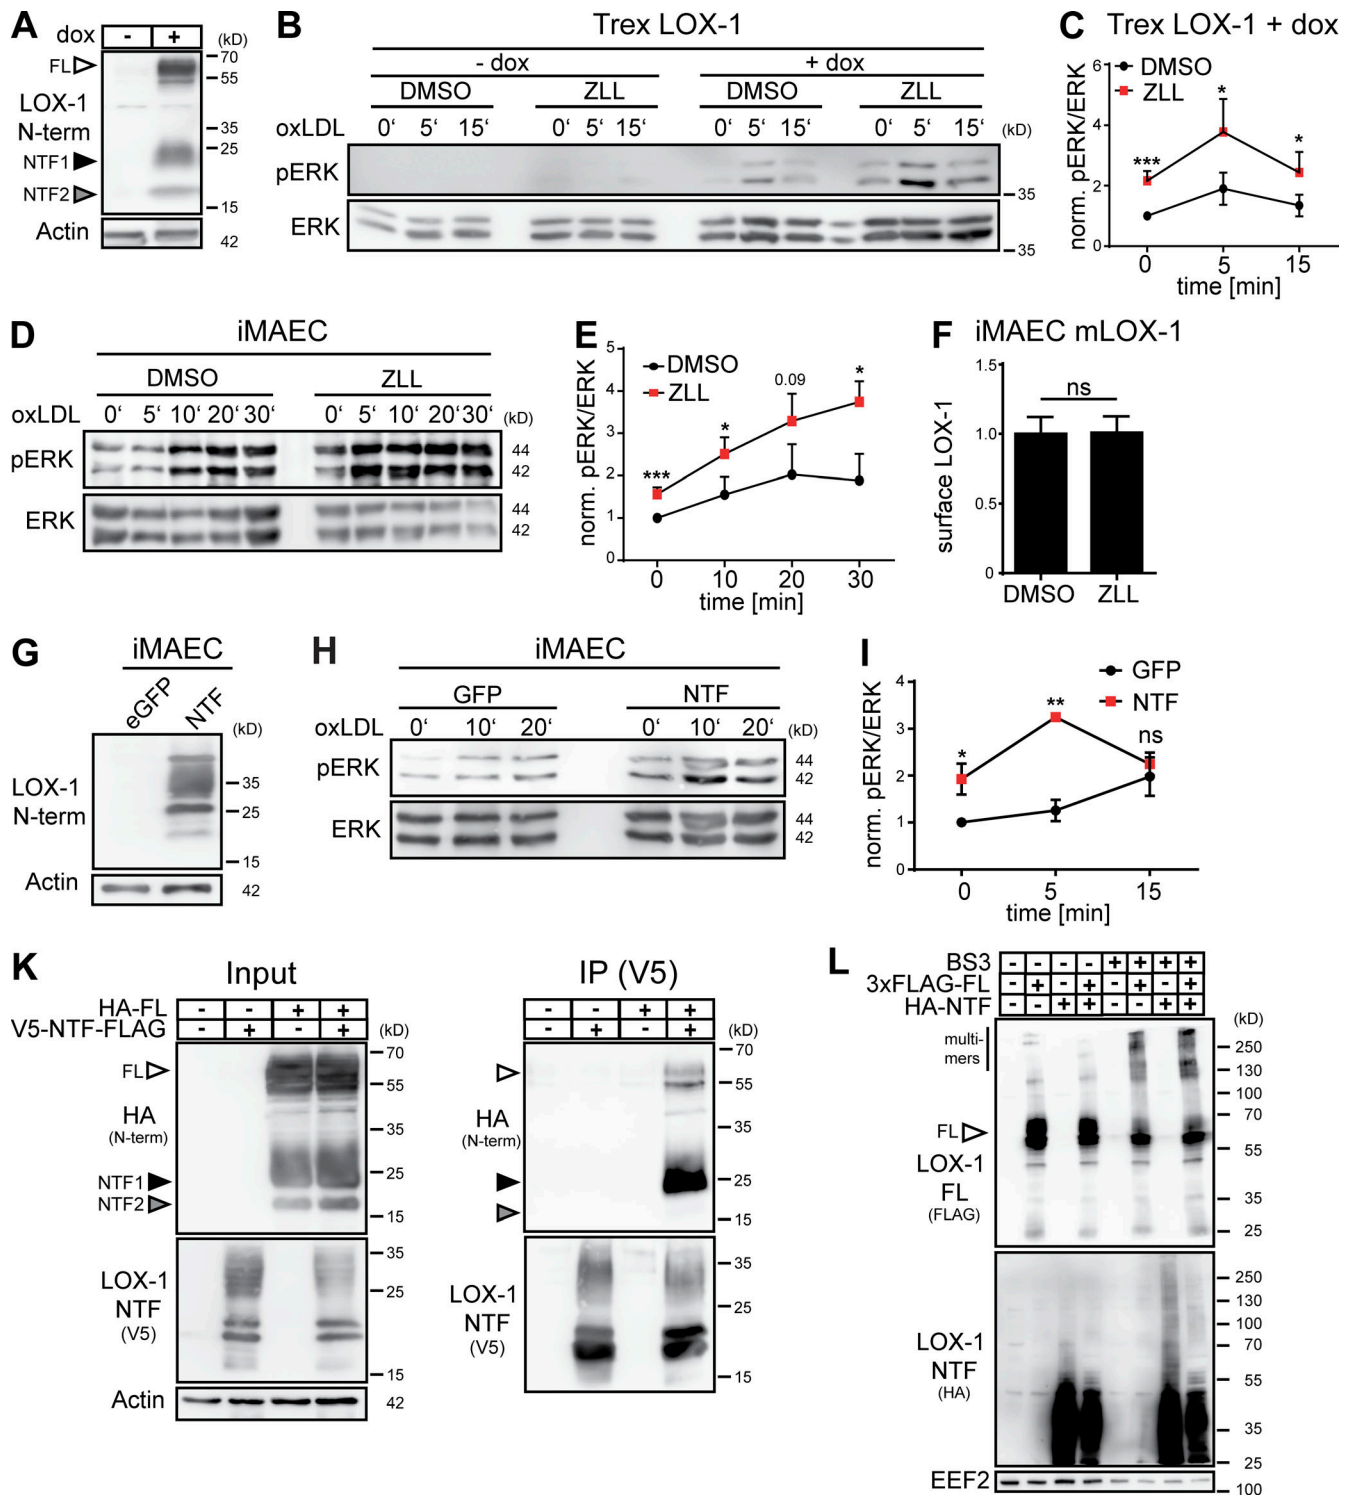 A
dox - + (kD)
FL
70
55
LOX-1
N-term
35
25
NTF1
NTF2
15
Actin
42
B
Trex LOX-1
- dox + dox
DMSO ZLL DMSO ZLL
oxLDL 0‘ 5‘ 15‘ 0‘ 5‘ 15‘ 0‘ 5‘ 15‘ 0‘ 5‘ 15‘ (kD)
pERK
35
ERK
35
C Trex LOX-1 + dox
DMSO
ZLL
norm. pERK/ERK
6
4
2
0
***
*
*
0 5 15
time [min]
D
iMAEC
DMSO ZLL
oxLDL 0‘ 5‘ 10‘ 20‘ 30‘ 0‘ 5‘ 10‘ 20‘ 30‘ (kD)
pERK
44
42
ERK
44
42
E
DMSO
ZLL
norm. pERK/ERK
5
4
3
2
1
0
***
*
0.09
*
0 10 20 30
time [min]
F iMAEC mLOX-1
surface LOX-1
1.5
1.0
0.5
0
ns
DMSO ZLL
G
iMAEC
eGFP NTF
(kD)
LOX-1
N-term
35
25
15
Actin
42
H
iMAEC
GFP NTF
oxLDL 0‘ 10‘ 20‘ 0‘ 10‘ 20‘ (kD)
pERK
44
42
ERK
44
42
I
GFP
NTF
norm. pERK/ERK
4
3
2
1
0
*
**
ns
0 5 15
time [min]
K
Input
HA-FL - - + +
V5-NTF-FLAG - + - +
(kD)
FL
70
55
HA
(N-term)
35
25
NTF1
NTF2
15
LOX-1
NTF
(V5)
35
25
15
Actin
42
IP (V5)
- - + +
- + - +
(kD)
70
55
HA
(N-term)
35
25
15
LOX-1
NTF
(V5)
35
25
15
L
BS3 - - - - + + + +
3xFLAG-FL - + - + - + - +
HA-NTF - - + + - - + +
(kD)
multi-
mers
250
130
100
70
FL
55
LOX-1
FL
(FLAG)
35
25
LOX-1
NTF
(HA)
250
130
100
70
55
35
25
EEF2
100